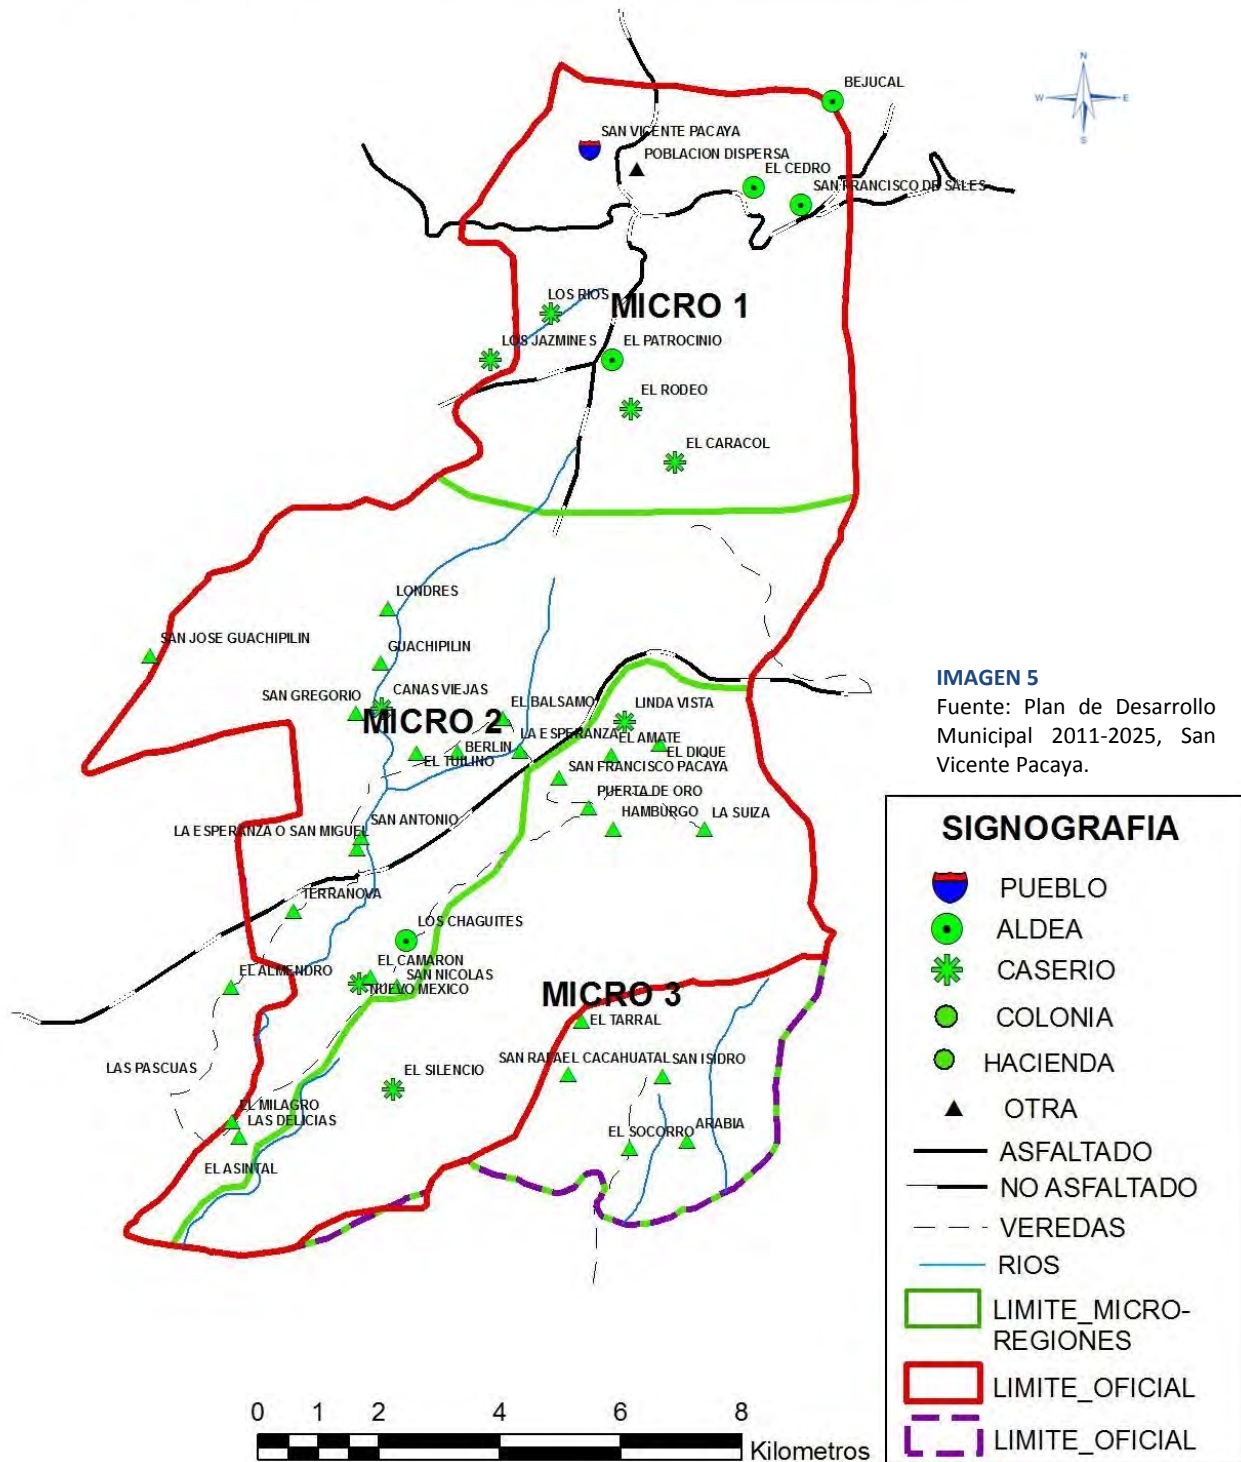 N
W
E
S
BEJUCAL
SAN VICENTE PACAYA
POBLACION DISPERSA
EL CEDRO
SAN FRANCISCO DE SALES
LOS RIOS
MICRO 1
LOS JAZMINES
EL PATROCINIO
EL RODEO
EL CARACOL
LONDRES
SAN JOSE GUACHIPILIN
GUACHIPILIN
SAN GREGORIO
CANAS VIEJAS
MICRO 2
EL BALSAMO
LINDA VISTA
LA ESPERANZA
EL AMATE
BERLIN
EL DIQUE
EL TULINO
SAN FRANCISCO PACAYA
PUERTA DE ORO
HAMBURGO
LA SUIZA
SAN ANTONIO
LA ESPERANZA O SAN MIGUEL
TERRANOVA
LOS CHAGUITES
EL CAMARON
EL ALMENDRO
SAN NICOLAS
NUEVO MEXICO
MICRO 3
EL TARRAL
SAN RAFAEL CACAHUATAL
SAN ISIDRO
LAS PASCUAS
EL SILENCIO
EL MILAGRO
LAS DELICIAS
EL SOCORRO
ARABIA
EL ASINTAL
IMAGEN 5
Fuente: Plan de Desarrollo
Municipal 2011-2025, San
Vicente Pacaya.
SIGNOGRAFIA
PUEBLO
ALDEA
CASERIO
COLONIA
HACIENDA
OTRA
ASFALTADO
NO ASFALTADO
VEREDAS
RIOS
LIMITE_MICRO-
REGIONES
LIMITE_OFICIAL
LIMITE_OFICIAL
0 1 2 4 6 8
Kilometros